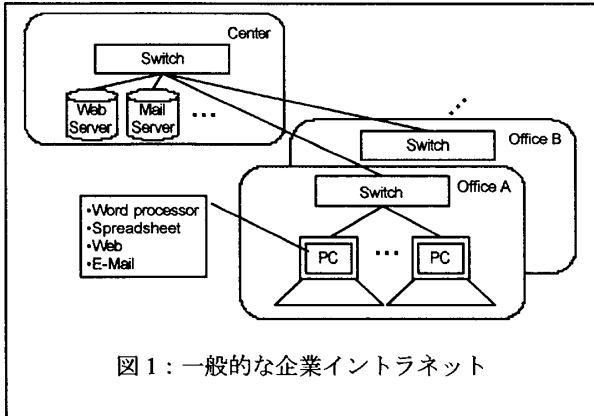 Center
Switch
Web
Server
Mail
Server
...
Switch
Office B
Switch
Office A
•Word processor
•Spreadsheet
•Web
•E-Mail
PC
...
PC
図1：一般的な企業イントラネット